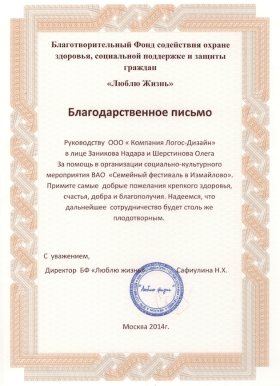 Благотворительный Фонд содействия охране
здоровья, социальной поддержке и защиты
граждан
«Люблю Жизнь»
Благодарственное письмо
Руководству ООО « Компания Логос-Дизайн»
в лице Заникова Надара и Шерстинова Олега
За помощь в организации социально-культурного
мероприятия ВАО «Семейный фестиваль в Измайлово».
Примите самые добрые пожелания крепкого здоровья,
счастья, добра и благополучия. Надеемся, что
дальнейшее сотрудничество будет столь же
плодотворным.
С уважением,
Директор БФ «Люблю жизнь Сафиулина Н.Х.
Москва 2014г.